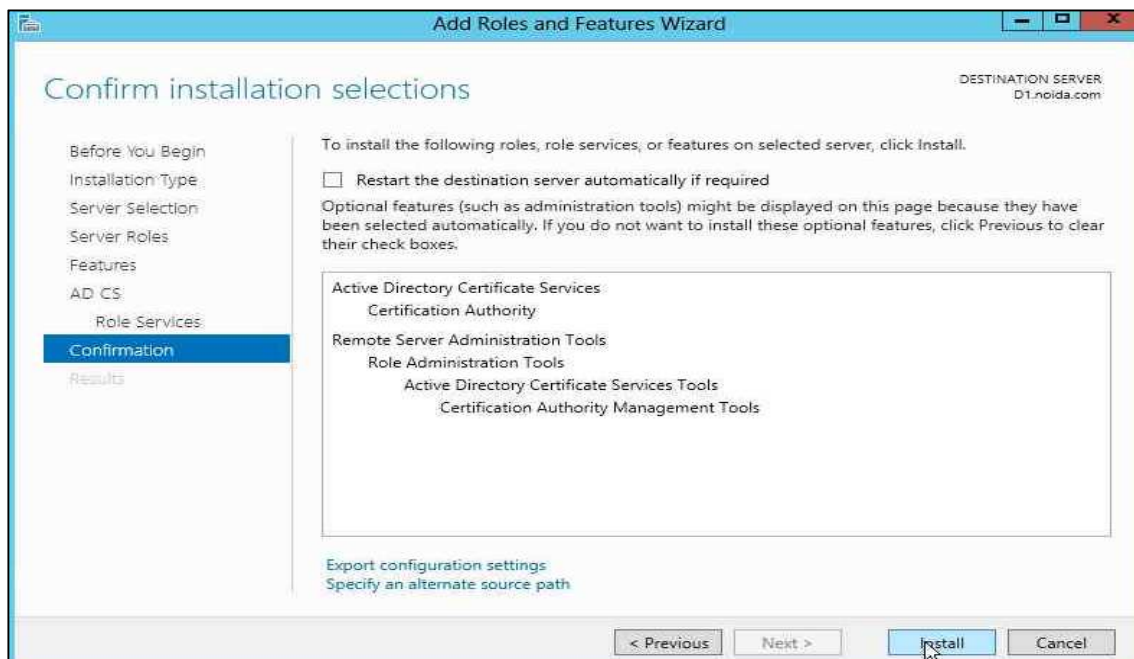 Add Roles and Features Wizard
Confirm installation selections
DESTINATION SERVER
D1.noida.com
Before You Begin
Installation Type
Server Selection
Server Roles
Features
AD CS
Role Services
Confirmation
Results
To install the following roles, role services, or features on selected server, click Install.
Restart the destination server automatically if required
Optional features (such as administration tools) might be displayed on this page because they have
been selected automatically. If you do not want to install these optional features, click Previous to clear
their check boxes.
Active Directory Certificate Services
Certification Authority
Remote Server Administration Tools
Role Administration Tools
Active Directory Certificate Services Tools
Certification Authority Management Tools
Export configuration settings
Specify an alternate source path
< Previous Next > Install Cancel